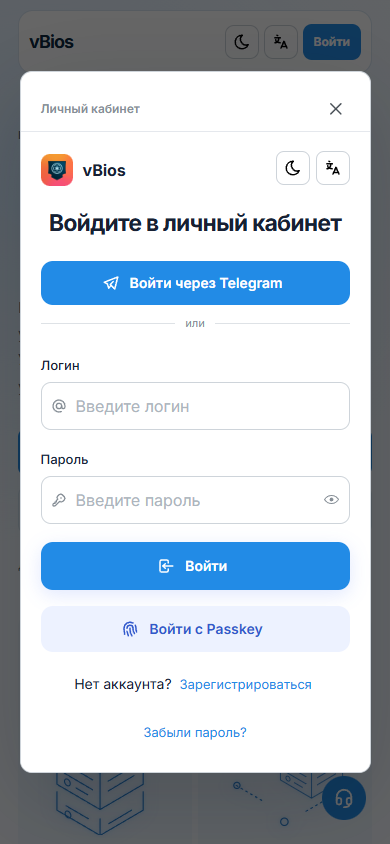 vBios
Войти
Личный кабинет
vBios
Войдите в личный кабинет
Войти через Telegram
или
Логин
Введите логин
Пароль
Введите пароль
Войти
Войти с Passkey
Нет аккаунта? Зарегистрироваться
Забыли пароль?